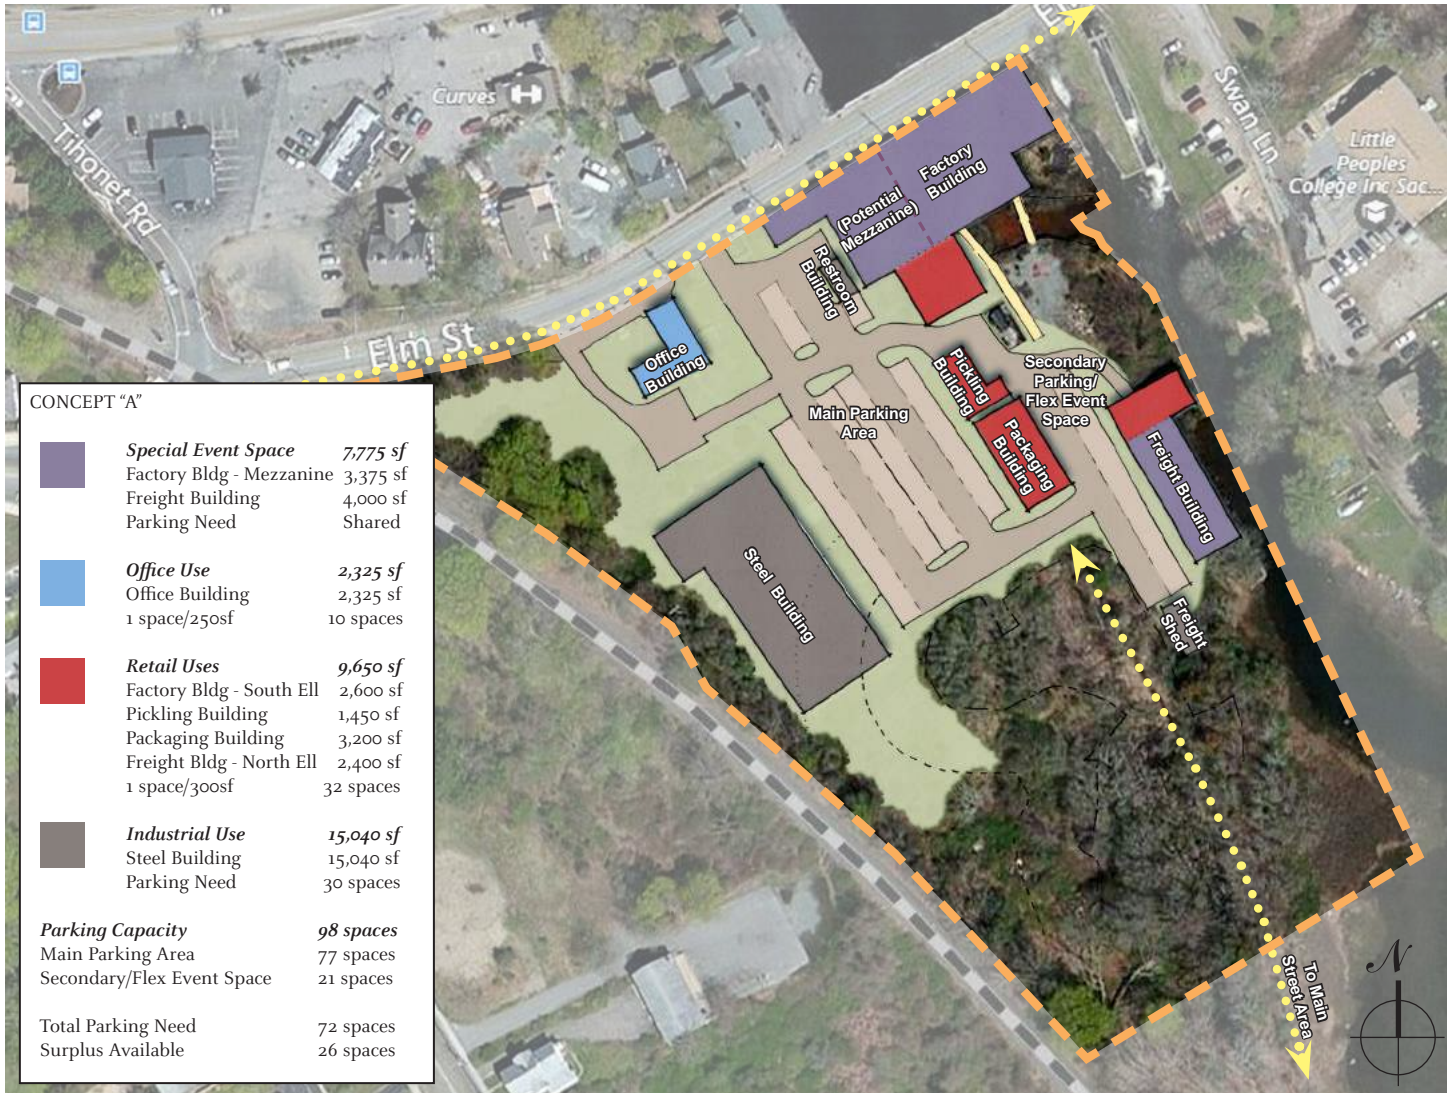 Curves
Tihonet Rd
Swan Ln
Little
Peoples
College Inc Sac...
Elm St
Factory
Building
(Potential
Mezzanine)
Restroom
Building
Office
Building
Pickling
Building
Secondary
Parking/
Flex Event
Space
Main Parking
Area
Packaging
Building
Freight Building
Steel Building
Freight
Shed
To Main
Street Area
N
CONCEPT “A”
Special Event Space 7,775 sf
Factory Bldg - Mezzanine 3,375 sf
Freight Building 4,000 sf
Parking Need Shared
Office Use 2,325 sf
Office Building 2,325 sf
1 space/250sf 10 spaces
Retail Uses 9,650 sf
Factory Bldg - South Ell 2,600 sf
Pickling Building 1,450 sf
Packaging Building 3,200 sf
Freight Bldg - North Ell 2,400 sf
1 space/300sf 32 spaces
Industrial Use 15,040 sf
Steel Building 15,040 sf
Parking Need 30 spaces
Parking Capacity 98 spaces
Main Parking Area 77 spaces
Secondary/Flex Event Space 21 spaces
Total Parking Need 72 spaces
Surplus Available 26 spaces